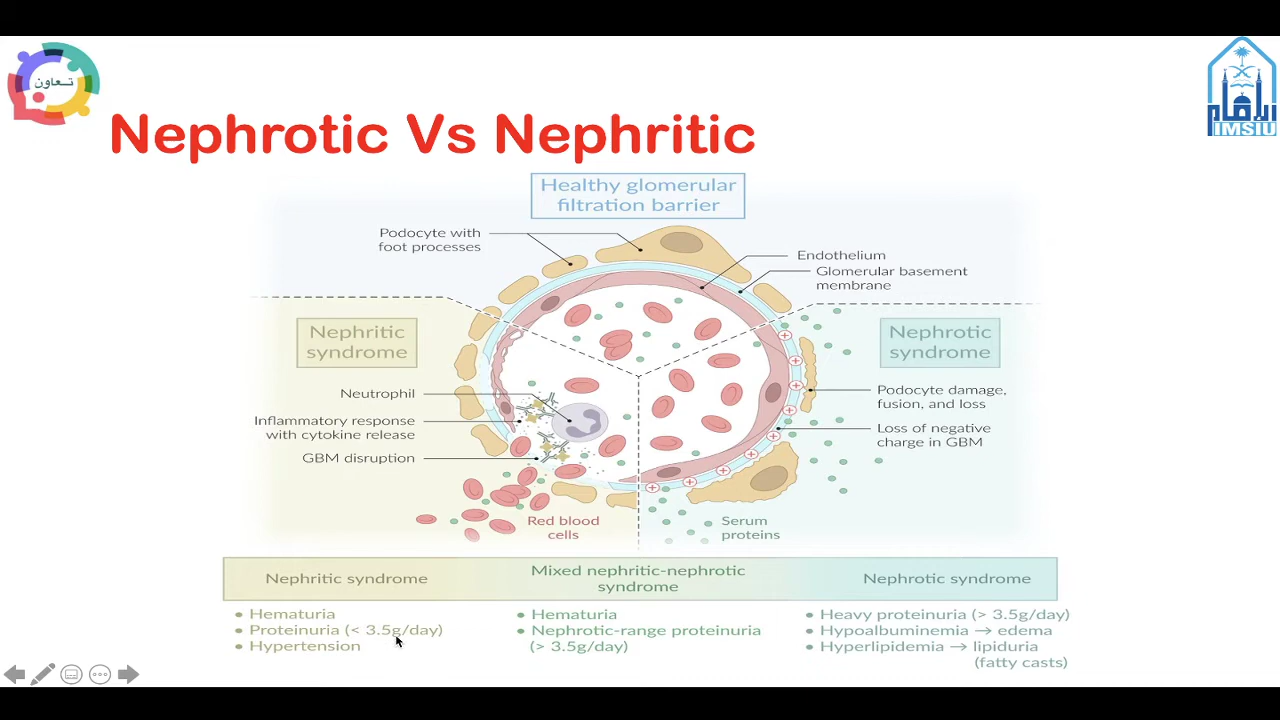 تعاون
الإمام
IMSIU
Nephrotic Vs Nephritic
Healthy glomerular
filtration barrier
Podocyte with
foot processes
Endothelium
Glomerular basement
membrane
Nephritic
syndrome
Nephrotic
syndrome
Neutrophil
Inflammatory response
with cytokine release
GBM disruption
Podocyte damage,
fusion, and loss
Loss of negative
charge in GBM
Red blood
cells
Serum
proteins
Nephritic syndrome
• Hematuria
• Proteinuria (< 3.5g/day)
• Hypertension
Mixed nephritic-nephrotic
syndrome
• Hematuria
• Nephrotic-range proteinuria
(> 3.5g/day)
Nephrotic syndrome
• Heavy proteinuria (> 3.5g/day)
• Hypoalbuminemia → edema
• Hyperlipidemia → lipiduria
(fatty casts)